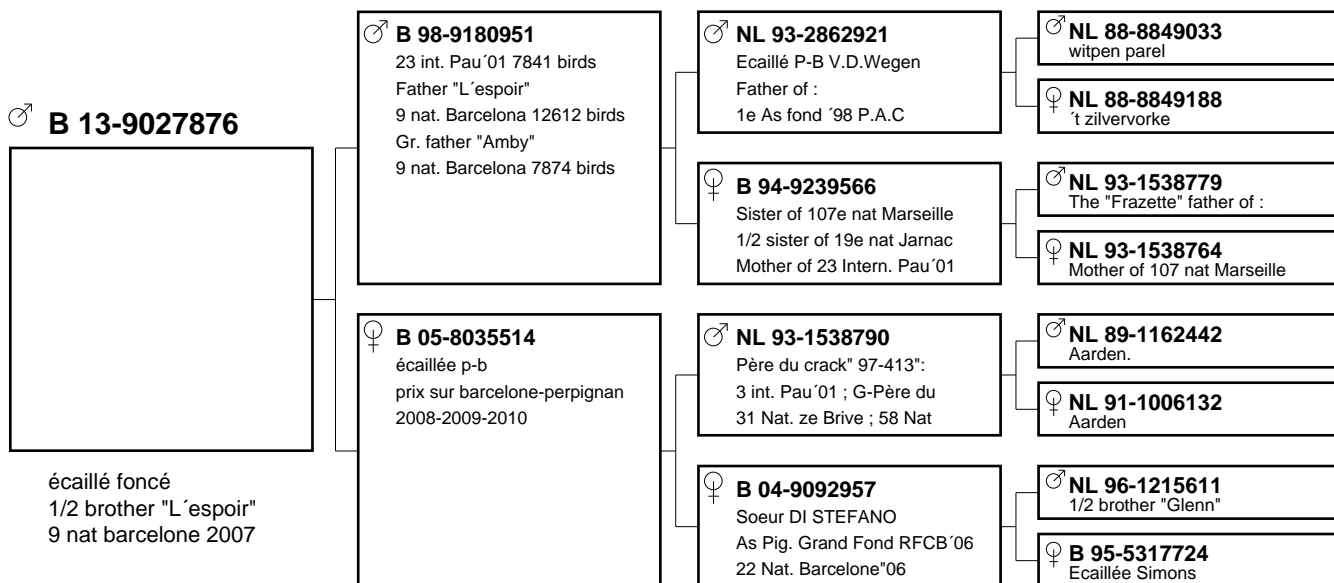 ♂ B 13-9027876
écaillé foncé
1/2 brother "L´espoir"
9 nat barcelone 2007
♂ B 98-9180951
23 int. Pau´01 7841 birds
Father "L´espoir"
9 nat. Barcelona 12612 birds
Gr. father "Amby"
9 nat. Barcelona 7874 birds
♀ B 05-8035514
écaillée p-b
prix sur barcelone-perpignan
2008-2009-2010
♂ NL 93-2862921
Ecaillé P-B V.D.Wegen
Father of :
1e As fond ´98 P.A.C
♀ B 94-9239566
Sister of 107e nat Marseille
1/2 sister of 19e nat Jarnac
Mother of 23 Intern. Pau´01
♂ NL 93-1538790
Père du crack" 97-413":
3 int. Pau´01 ; G-Père du
31 Nat. ze Brive ; 58 Nat
♀ B 04-9092957
Soeur DI STEFANO
As Pig. Grand Fond RFCB´06
22 Nat. Barcelone"06
♂ NL 88-8849033
witpen parel
♀ NL 88-8849188
´t zilvervorke
♂ NL 93-1538779
The "Frazette" father of :
♀ NL 93-1538764
Mother of 107 nat Marseille
♂ NL 89-1162442
Aarden.
♀ NL 91-1006132
Aarden
♂ NL 96-1215611
1/2 brother "Glenn"
♀ B 95-5317724
Ecaillée Simons